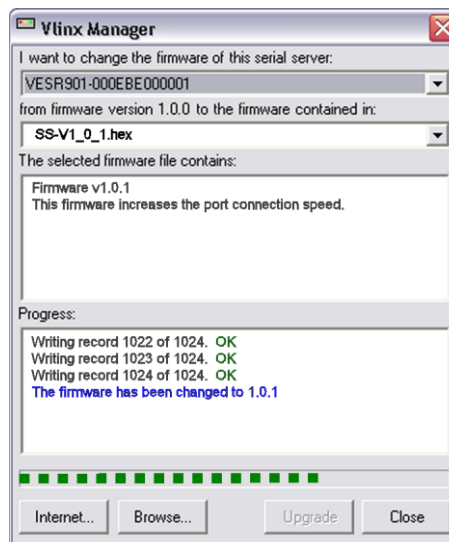 Vlinx Manager
I want to change the firmware of this serial server:
VESR901-000EBE000001
from firmware version 1.0.0 to the firmware contained in:
SS-V1_0_1.hex
The selected firmware file contains:
Firmware v1.0.1
This firmware increases the port connection speed.
Progress:
Writing record 1022 of 1024. OK
Writing record 1023 of 1024. OK
Writing record 1024 of 1024. OK
The firmware has been changed to 1.0.1
Internet... Browse... Upgrade Close